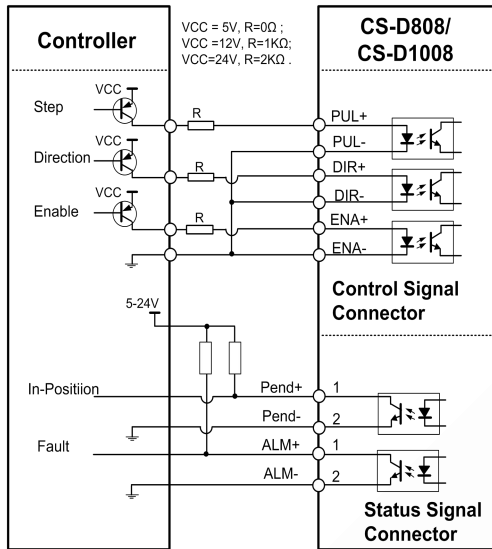 Controller
VCC = 5V, R=0Ω ;
VCC =12V, R=1KΩ;
VCC=24V, R=2KΩ .
CS-D808/
CS-D1008
VCC
Step
R
PUL+
VCC
PUL-
Direction
R
DIR+
VCC
DIR-
Enable
R
ENA+
ENA-
Control Signal
Connector
5-24V
In-Positiion
Pend+
1
Pend-
2
Fault
ALM+
1
ALM-
2
Status Signal
Connector